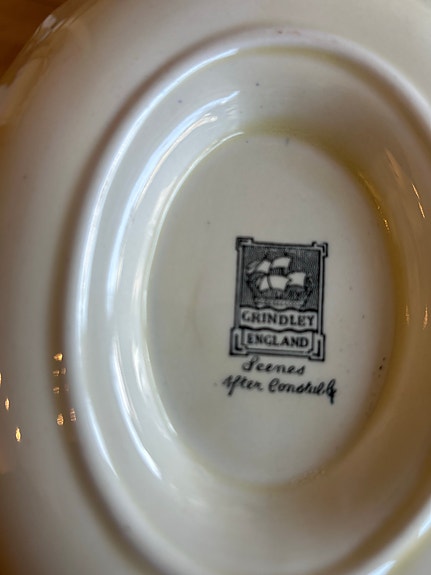 GRINDLEY
ENGLAND
Scenes
After Constable